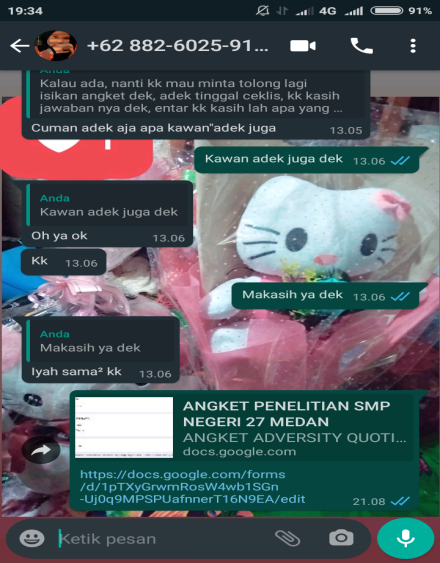 19:34
4G
91%
+62 882-6025-91...
Anda
Kalau ada, nanti kk mau minta tolong lagi
isikan angket dek, adek tinggal ceklis, kk kasih
jawaban nya dek, entar kk kasih lah apa yang ...
Cuman adek aja apa kawan"adek juga
13.05
Kawan adek juga dek 13.06
Anda
Kawan adek juga dek
Oh ya ok
13.06
Kk 13.06
Makasih ya dek 13.06
Anda
Makasih ya dek
Iyah sama² kk 13.06
ANGKET PENELITIAN SMP
NEGERI 27 MEDAN
ANGKET ADVERSITY QUOTI...
docs.google.com
https://docs.google.com/forms
/d/1pTXyGrwmRosW4wb1SGn
-Uj0q9MPSPUafnnerT16N9EA/edit
21.08
Ketik pesan